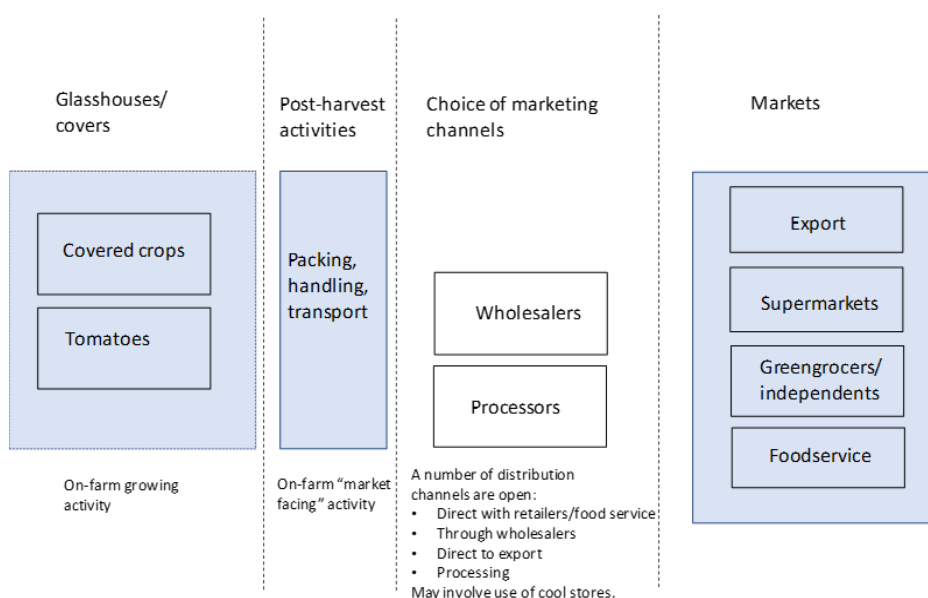 Glasshouses/
covers
Post-harvest
activities
Choice of marketing
channels
Markets
Covered crops
Tomatoes
Packing,
handling,
transport
Wholesalers
Processors
Export
Supermarkets
Greengrocers/
independents
Foodservice
On-farm growing
activity
On-farm “market
facing” activity
A number of distribution
channels are open:
• Direct with retailers/food service
• Through wholesalers
• Direct to export
• Processing
May involve use of cool stores.